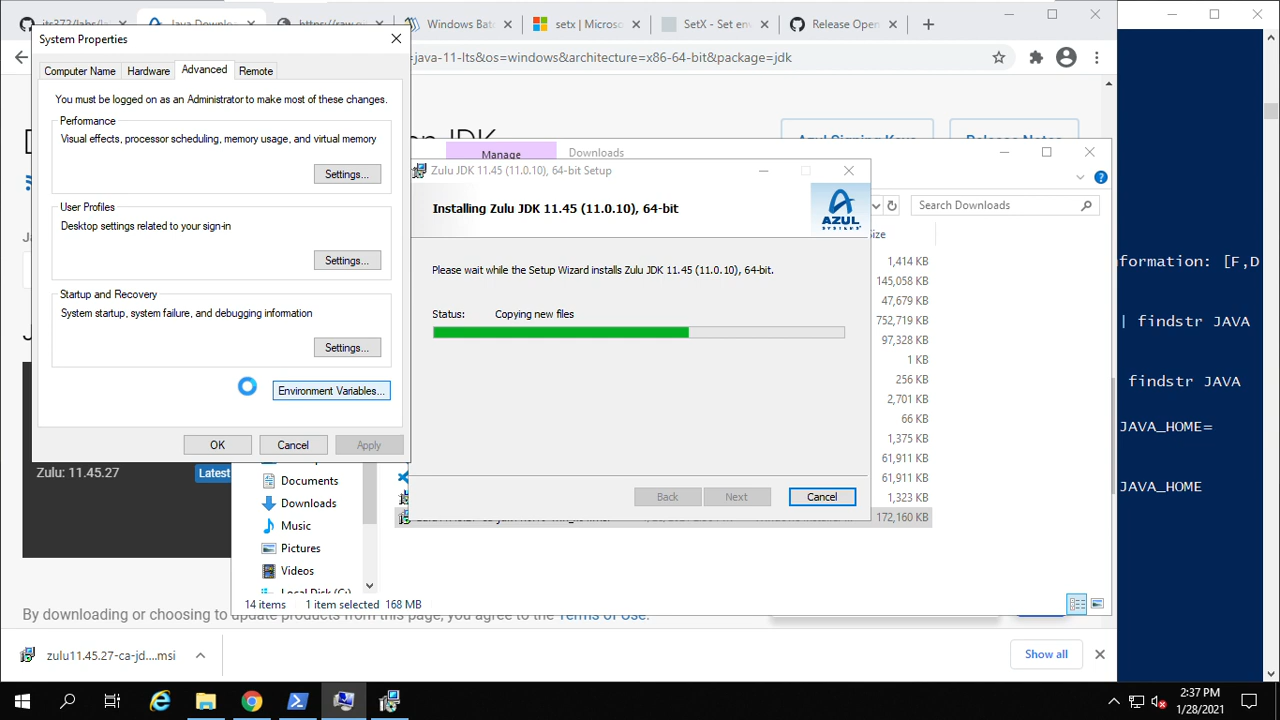 Java Downloa
https://raw.gi
Windows Bat
setx | Microso
SetX - Set env
Release Open
=java-11-lts&os=windows&architecture=x86-64-bit&package=jdk
System Properties
Computer Name
Hardware
Advanced
Remote
You must be logged on as an Administrator to make most of these changes.
Performance
Visual effects, processor scheduling, memory usage, and virtual memory
Settings...
User Profiles
Desktop settings related to your sign-in
Settings...
Startup and Recovery
System startup, system failure, and debugging information
Settings...
Environment Variables...
OK
Cancel
Apply
Manage
Downloads
Search Downloads
Zulu JDK 11.45 (11.0.10), 64-bit Setup
Installing Zulu JDK 11.45 (11.0.10), 64-bit
AZUL
SYSTEMS
Please wait while the Setup Wizard installs Zulu JDK 11.45 (11.0.10), 64-bit.
Status:
Copying new files
Back
Next
Cancel
1,414 KB
145,058 KB
47,679 KB
752,719 KB
97,328 KB
1 KB
256 KB
2,701 KB
66 KB
1,375 KB
61,911 KB
61,911 KB
1,323 KB
172,160 KB
formation: [F,D
| findstr JAVA
findstr JAVA
JAVA_HOME=
JAVA_HOME
Zulu: 11.45.27
Latest
Documents
Downloads
Music
Pictures
Videos
Local Disk (C:)
14 items
1 item selected
168 MB
By downloading or choosing to update products from this page, you agree to the Terms of Use.
zulu11.45.27-ca-jd....msi
Show all
2:37 PM
1/28/2021